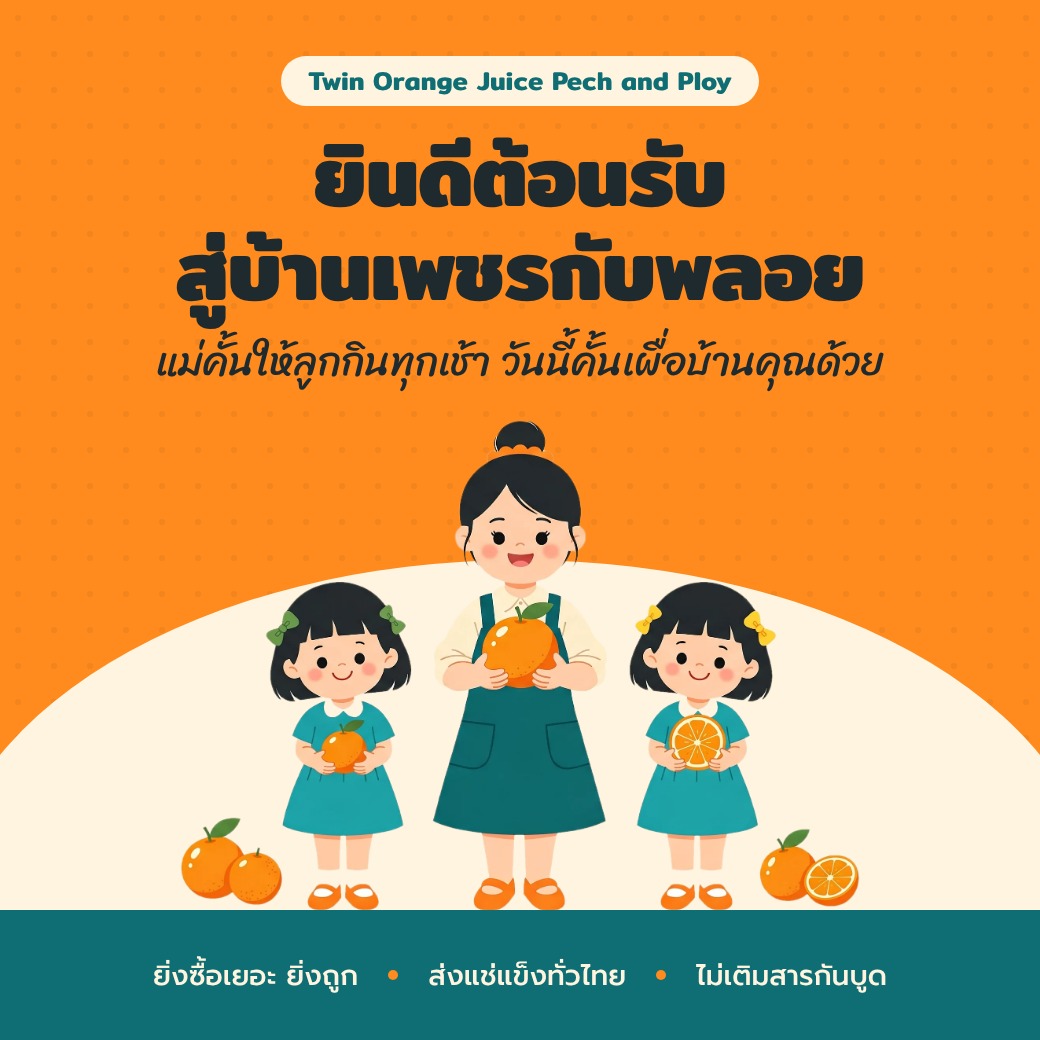 Twin Orange Juice Pech and Ploy
ยินดีต้อนรับ
สู่บ้านเพชรกับพลอย
แม่คั้นให้ลูกกินทุกเช้า วันนี้คั้นเผื่อบ้านคุณด้วย
ยิ่งซื้อเยอะ ยิ่งถูก • ส่งแช่แข็งทั่วไทย • ไม่เติมสารกันบูด